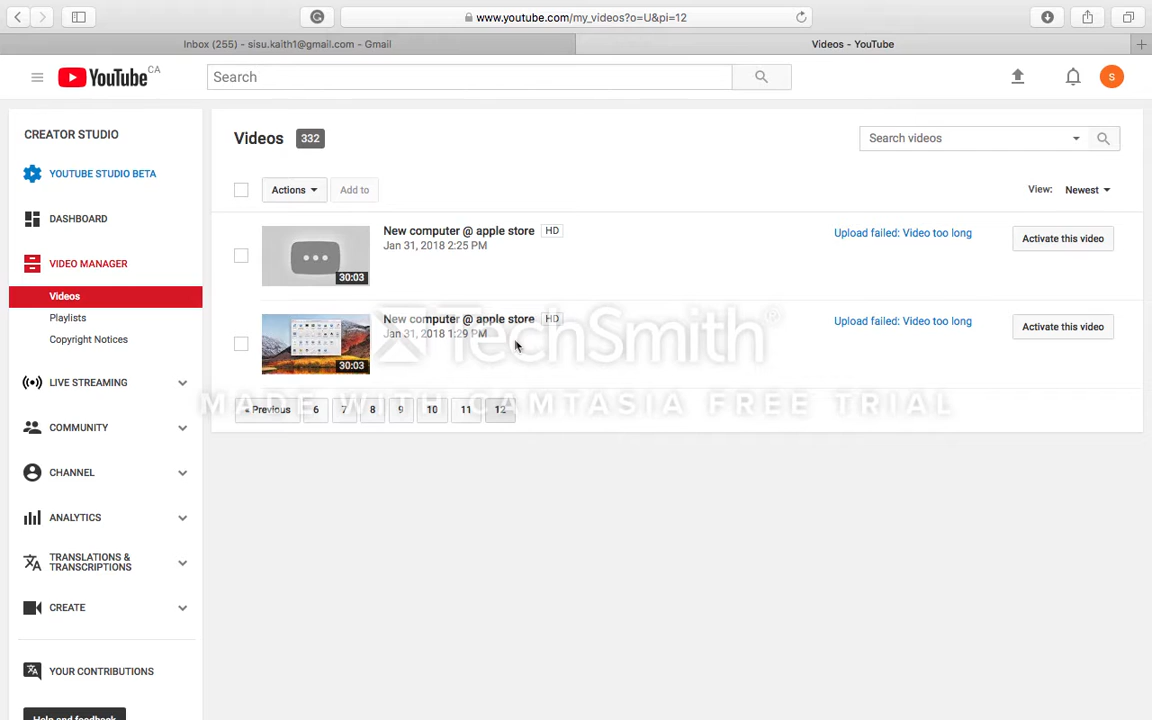 www.youtube.com/my_videos?o=U&pi=12
Inbox (255) - sisu.kaith1@gmail.com - Gmail
Videos - YouTube
YouTube CA
Search
S
CREATOR STUDIO
YOUTUBE STUDIO BETA
DASHBOARD
VIDEO MANAGER
Videos
Playlists
Copyright Notices
LIVE STREAMING
COMMUNITY
CHANNEL
ANALYTICS
TRANSLATIONS &
TRANSCRIPTIONS
CREATE
YOUR CONTRIBUTIONS
Help and feedback
Videos 332
Search videos
Actions
Add to
View: Newest
New computer @ apple store HD
Jan 31, 2018 2:25 PM
30:03
Upload failed: Video too long
Activate this video
New computer @ apple store HD
Jan 31, 2018 1:29 PM
30:03
Upload failed: Video too long
Activate this video
TechSmith®
MADE WITH CAMTASIA FREE TRIAL
« Previous 6 7 8 9 10 11 12